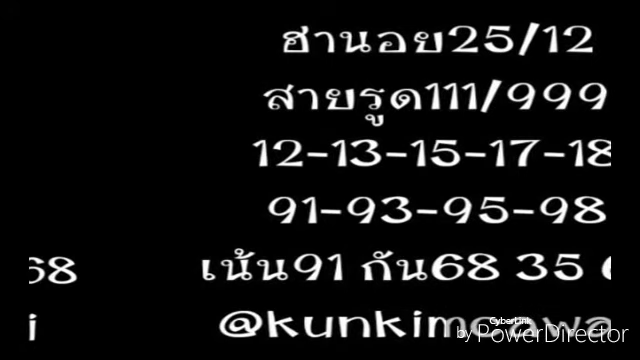 ฮานอย25/12
สายรูด111/999
12-13-15-17-18
91-93-95-98
68 เน้น91 กัน68 35
@kunkim
CyberLink
by PowerDirector